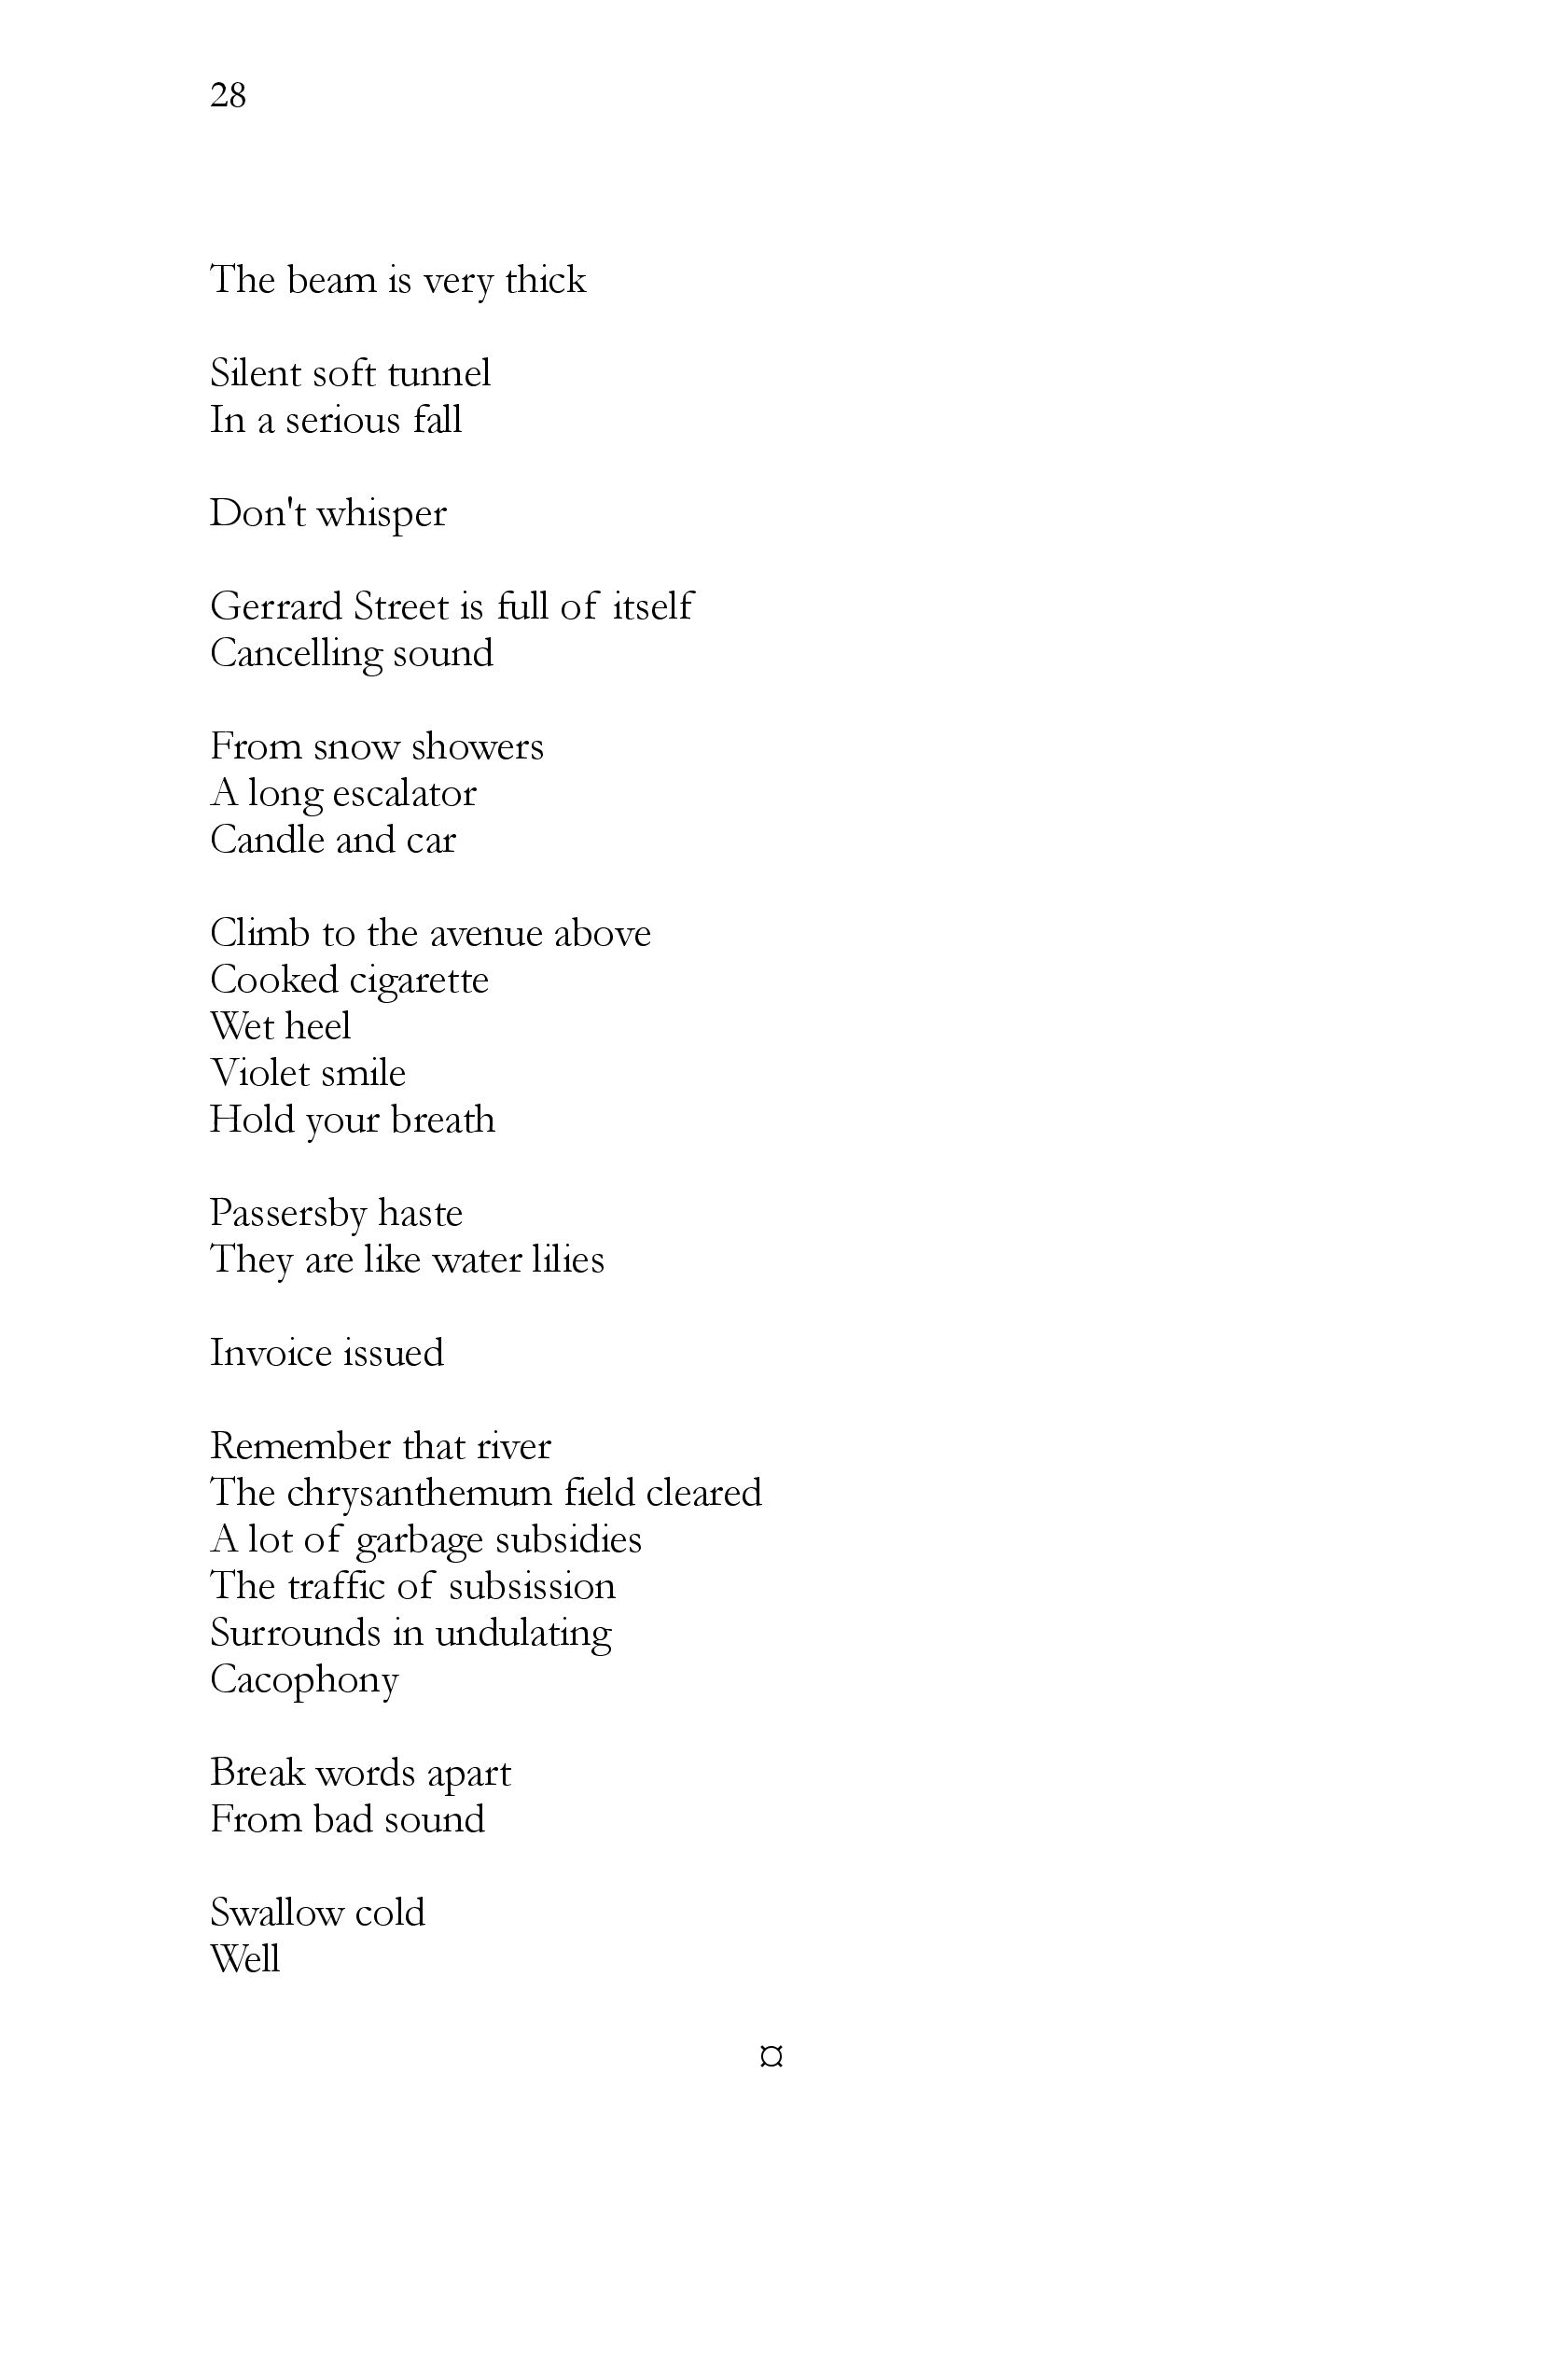 28
The beam is very thick
Silent soft tunnel
In a serious fall
Don't whisper
Gerrard Street is full of itself
Cancelling sound
From snow showers
A long escalator
Candle and car
Climb to the avenue above
Cooked cigarette
Wet heel
Violet smile
Hold your breath
Passersby haste
They are like water lilies
Invoice issued
Remember that river
The chrysanthemum field cleared
A lot of garbage subsidies
The traffic of subsission
Surrounds in undulating
Cacophony
Break words apart
From bad sound
Swallow cold
Well
¤